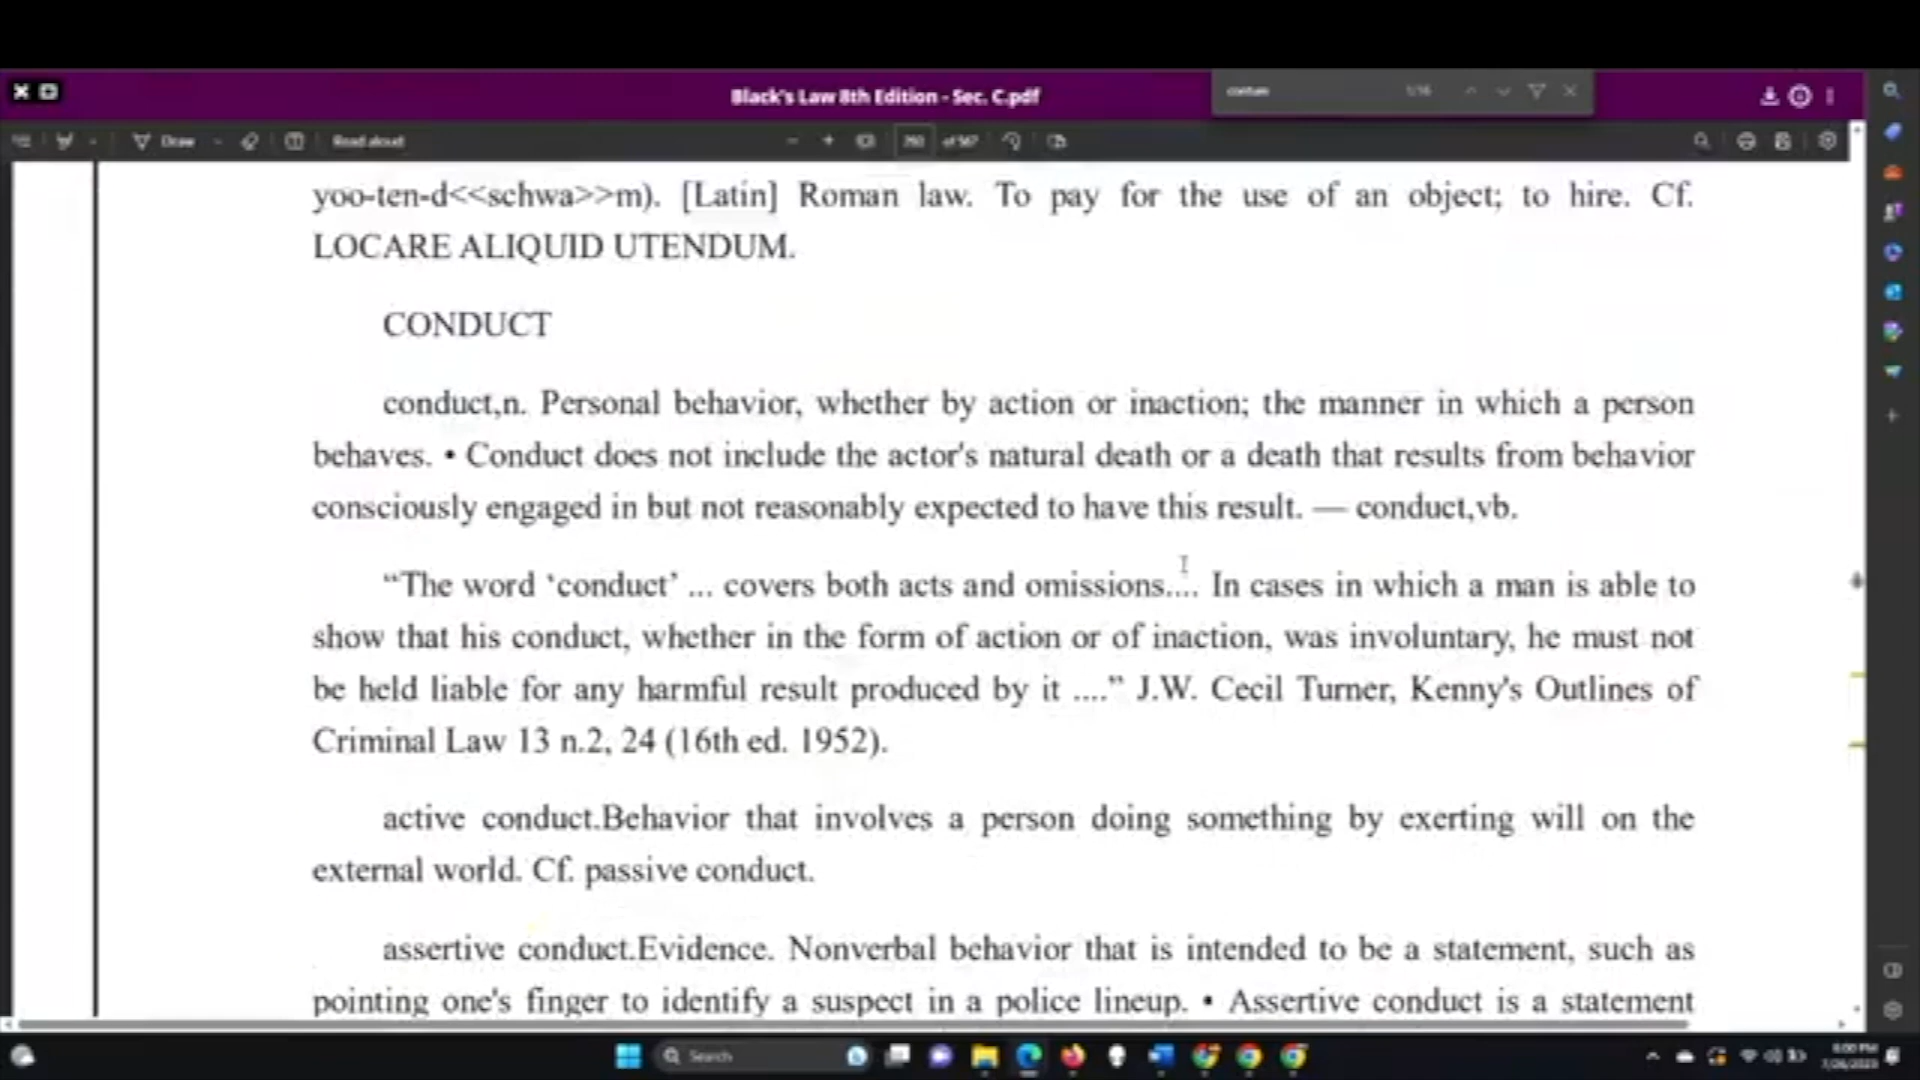 Black's Law 8th Edition - Sec. C.pdf
Draw
Read aloud
yoo-ten-d<<schwa>>m). [Latin] Roman law. To pay for the use of an object; to hire. Cf.
LOCARE ALIQUID UTENDUM.
CONDUCT
conduct,n. Personal behavior, whether by action or inaction; the manner in which a person
behaves. • Conduct does not include the actor's natural death or a death that results from behavior
consciously engaged in but not reasonably expected to have this result. — conduct,vb.
“The word ‘conduct’ ... covers both acts and omissions.... In cases in which a man is able to
show that his conduct, whether in the form of action or of inaction, was involuntary, he must not
be held liable for any harmful result produced by it ....” J.W. Cecil Turner, Kenny's Outlines of
Criminal Law 13 n.2, 24 (16th ed. 1952).
active conduct.Behavior that involves a person doing something by exerting will on the
external world. Cf. passive conduct.
assertive conduct.Evidence. Nonverbal behavior that is intended to be a statement, such as
pointing one's finger to identify a suspect in a police lineup. • Assertive conduct is a statement
Search